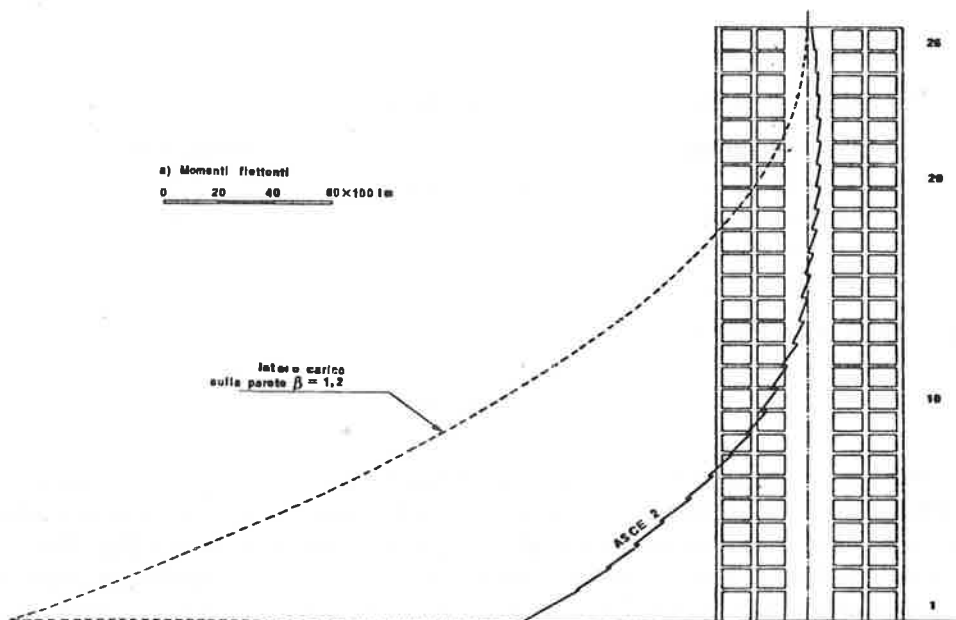 26
a) Momenti flettenti
0 20 40 60×100 tm
20
Intero carico
sulla parete β = 1,2
10
ASCE 2
1